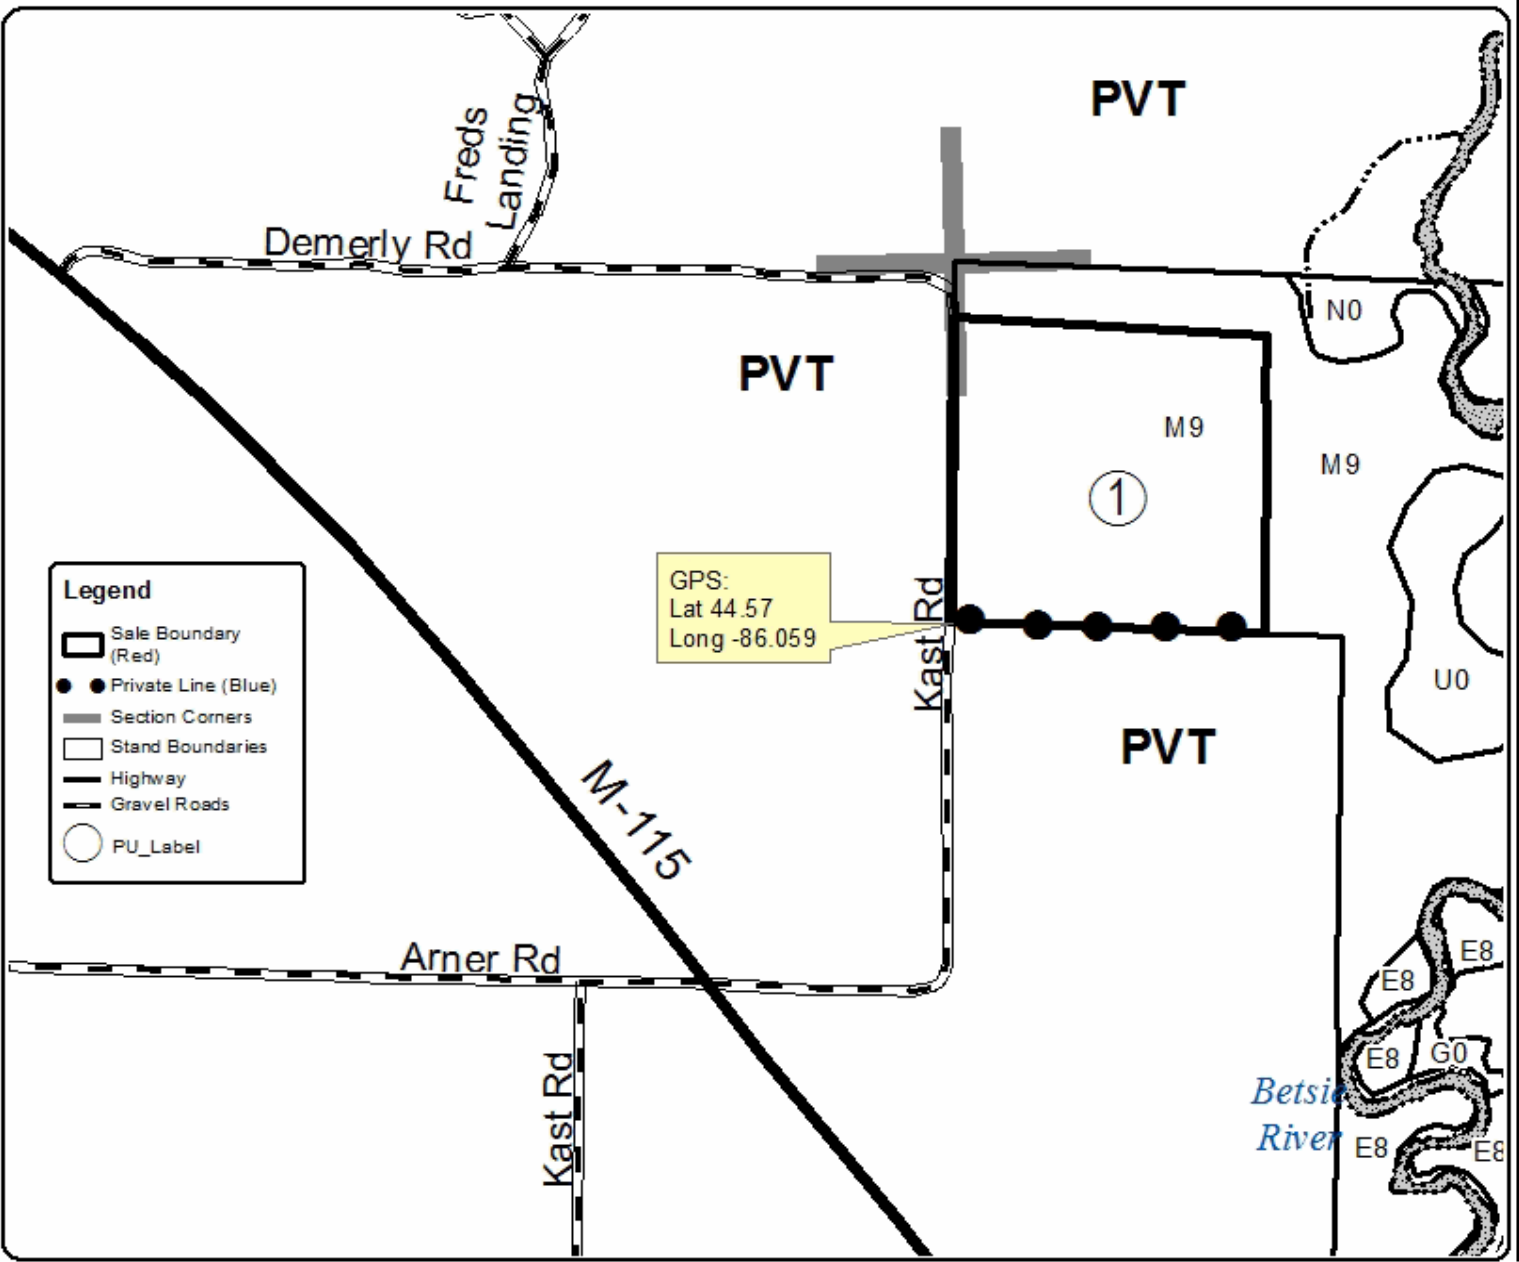 PVT
Freds
Landing
Demerly Rd
N0
PVT
M9
M9
1
GPS:
Lat 44.57
Long -86.059
Kast Rd
Legend
Sale Boundary
(Red)
Private Line (Blue)
Section Corners
Stand Boundaries
Highway
Gravel Roads
PU_Label
U0
PVT
M-115
Arner Rd
E8
E8
E8
G0
Kast Rd
Betsie
River
E8
E8